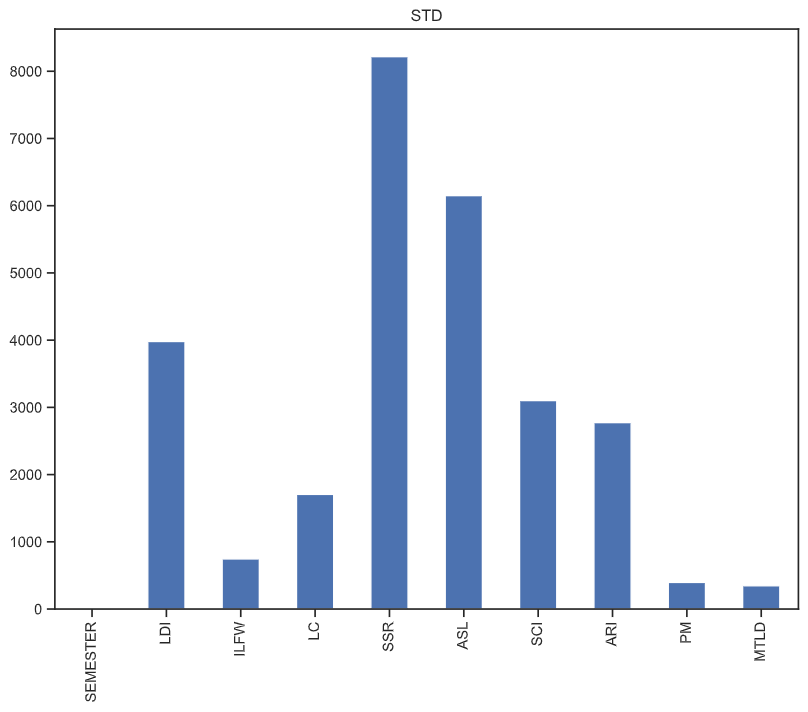 STD
8000
7000
6000
5000
4000
3000
2000
1000
0
SEMESTER
LDI
ILFW
LC
SSR
ASL
SCI
ARI
PM
MTLD